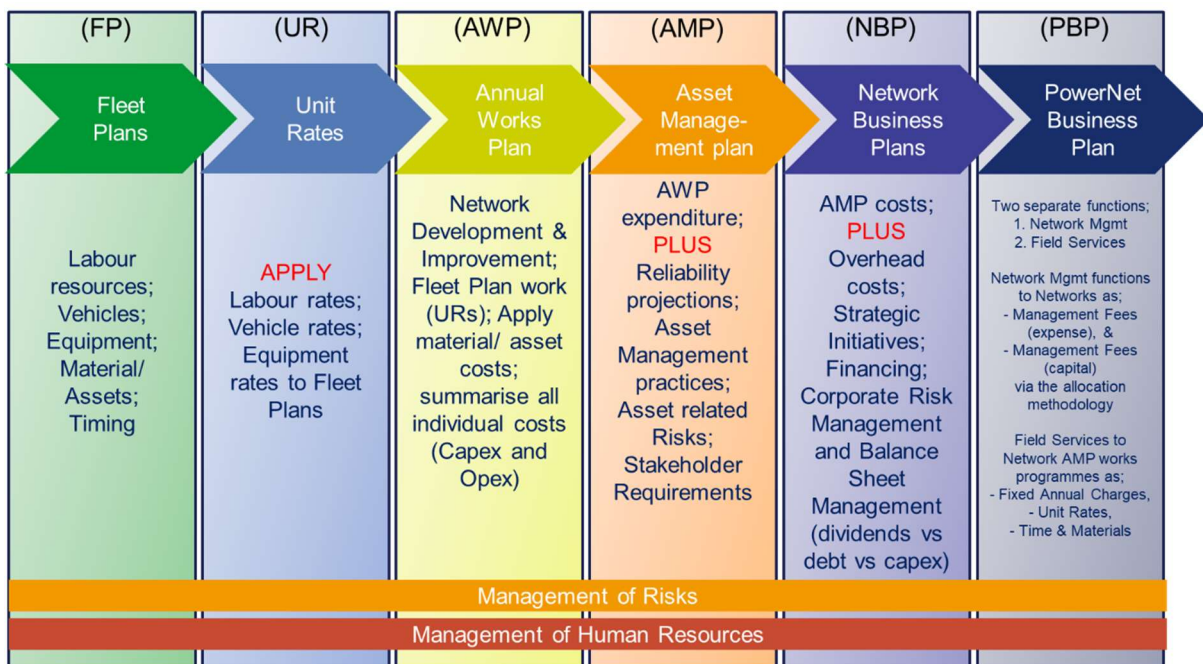 (FP)
Fleet
Plans
Labour
resources;
Vehicles;
Equipment;
Material/
Assets;
Timing
(UR)
Unit
Rates
APPLY
Labour rates;
Vehicle rates;
Equipment
rates to Fleet
Plans
(AWP)
Annual
Works
Plan
Network
Development &
Improvement;
Fleet Plan work
(URs); Apply
material/ asset
costs;
summarise all
individual costs
(Capex and
Opex)
(AMP)
Asset
Manage-
ment plan
AWP
expenditure;
PLUS
Reliability
projections;
Asset
Management
practices;
Asset related
Risks;
Stakeholder
Requirements
(NBP)
Network
Business
Plans
AMP costs;
PLUS
Overhead
costs;
Strategic
Initiatives;
Financing;
Corporate Risk
Management
and Balance
Sheet
Management
(dividends vs
debt vs capex)
(PBP)
PowerNet
Business
Plan
Two separate functions;
1. Network Mgmt
2. Field Services
Network Mgmt functions
to Networks as;
- Management Fees
(expense), &
- Management Fees
(capital)
via the allocation
methodology
Field Services to
Network AMP works
programmes as;
- Fixed Annual Charges,
- Unit Rates,
- Time & Materials
Management of Risks
Management of Human Resources